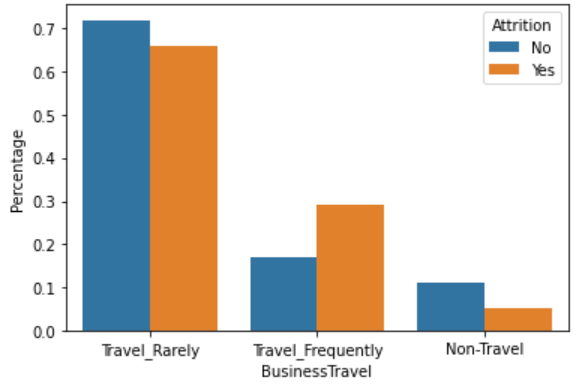 Attrition
No
Yes
Percentage
0.7
0.6
0.5
0.4
0.3
0.2
0.1
0.0
Travel_Rarely
Travel_Frequently
Non-Travel
BusinessTravel